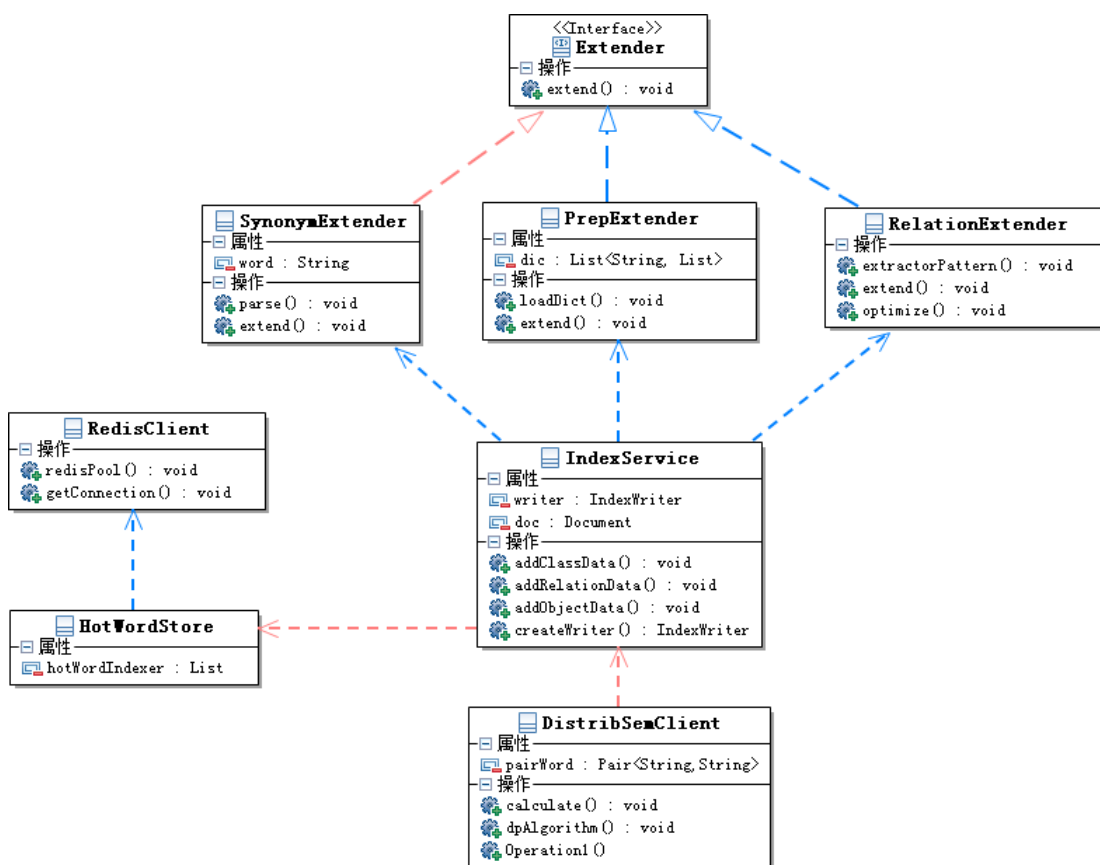 <<Interface>>
Extender
操作
extend() : void
SynonymExtender
属性
word : String
操作
parse() : void
extend() : void
PrepExtender
属性
dic : List<String, List>
操作
loadDict() : void
extend() : void
RelationExtender
操作
extractorPattern() : void
extend() : void
optimize() : void
RedisClient
操作
redisPool() : void
getConnection() : void
IndexService
属性
writer : IndexWriter
doc : Document
操作
addClassData() : void
addRelationData() : void
addObjectData() : void
createWriter() : IndexWriter
HotWordStore
属性
hotWordIndexer : List
DistribSemClient
属性
pairWord : Pair<String,String>
操作
calculate() : void
dpAlgorithm() : void
Operation1()